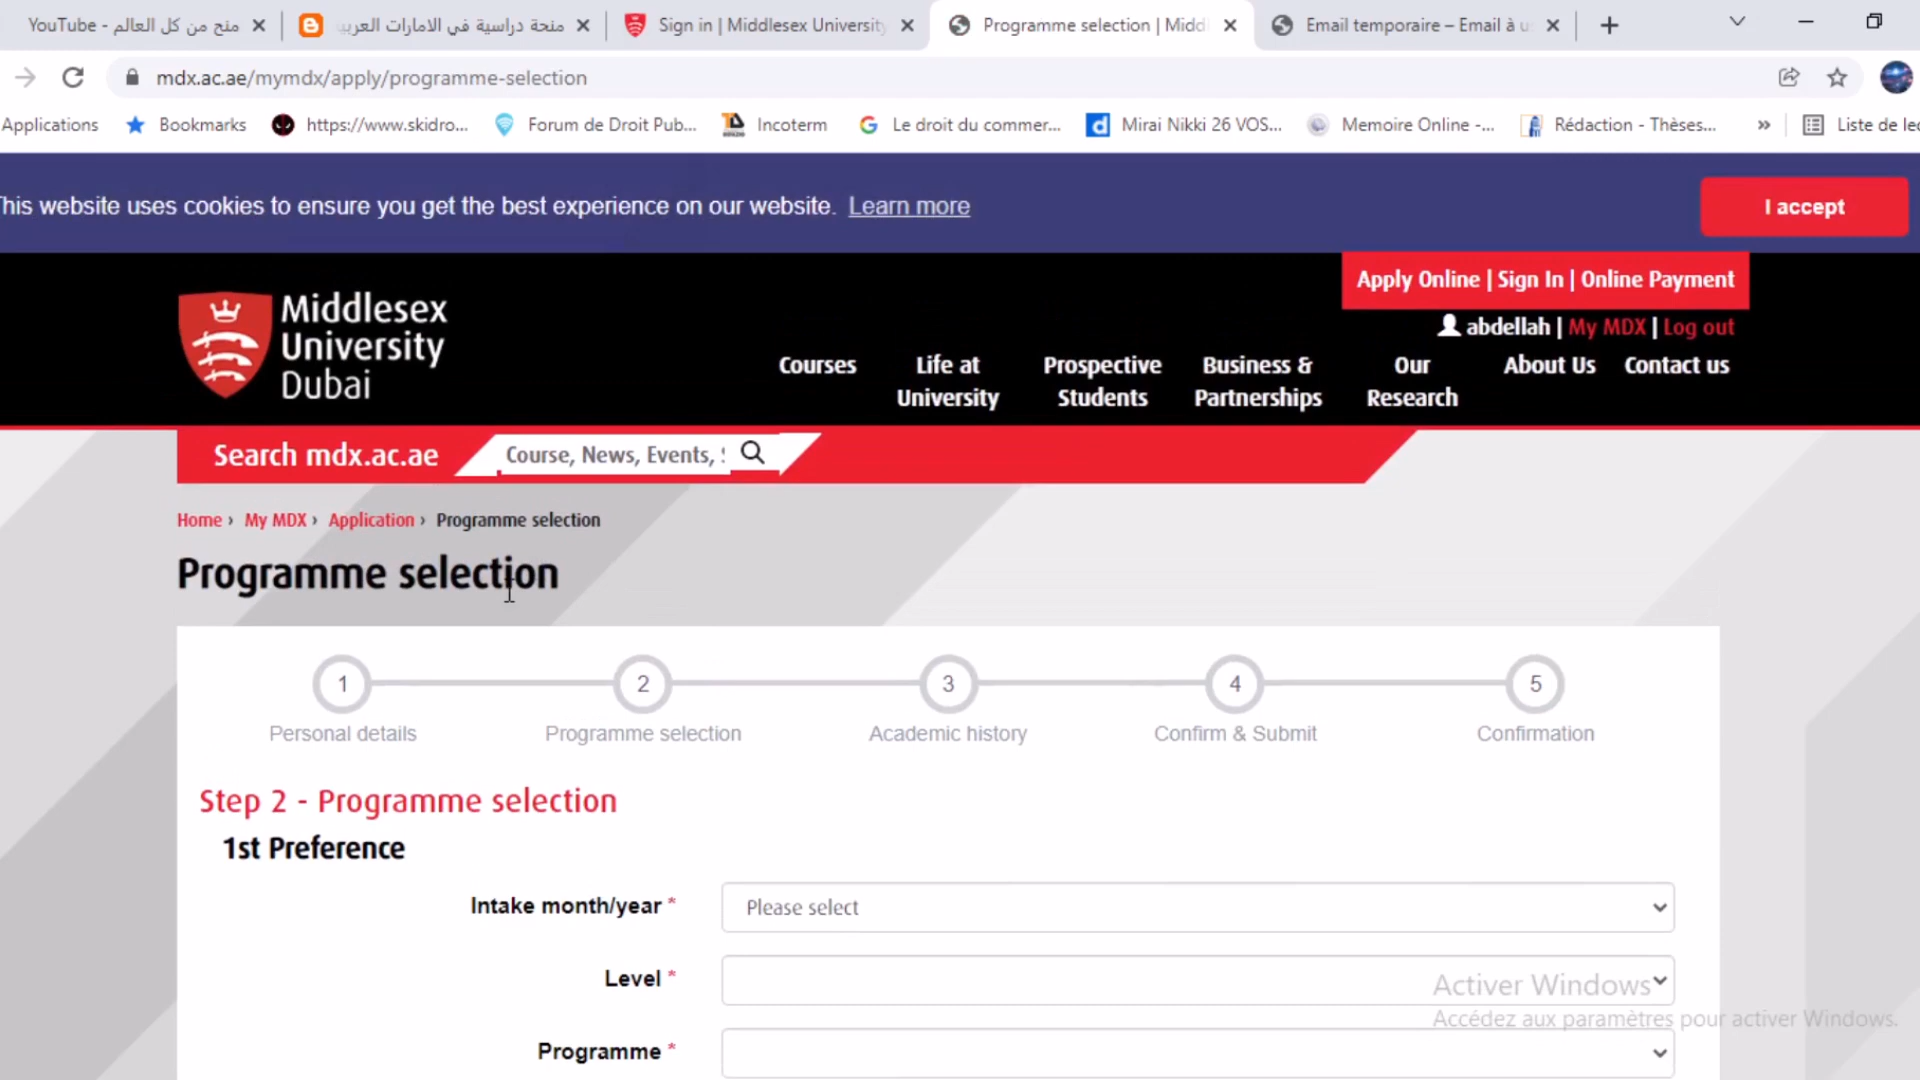 YouTube - منح من كل العالم
منحة دراسية في الامارات العربي
Sign in | Middlesex University
Programme selection | Midd
Email temporaire – Email à u
mdx.ac.ae/mymdx/apply/programme-selection
Applications
Bookmarks
https://www.skidro...
Forum de Droit Pub...
Incoterm
Le droit du commer...
Mirai Nikki 26 VOS...
Memoire Online -...
Rédaction - Thèses...
»
Liste de lec
This website uses cookies to ensure you get the best experience on our website. Learn more
I accept
Apply Online | Sign In | Online Payment
abdellah | My MDX | Log out
Middlesex
University
Dubai
Courses
Life at
University
Prospective
Students
Business &
Partnerships
Our
Research
About Us
Contact us
Search mdx.ac.ae
Course, News, Events, S
Home › My MDX › Application › Programme selection
Programme selection
1
2
3
4
5
Personal details
Programme selection
Academic history
Confirm & Submit
Confirmation
Step 2 - Programme selection
1st Preference
Intake month/year *
Please select
Level *
Activer Windows
Accédez aux paramètres pour activer Windows.
Programme *